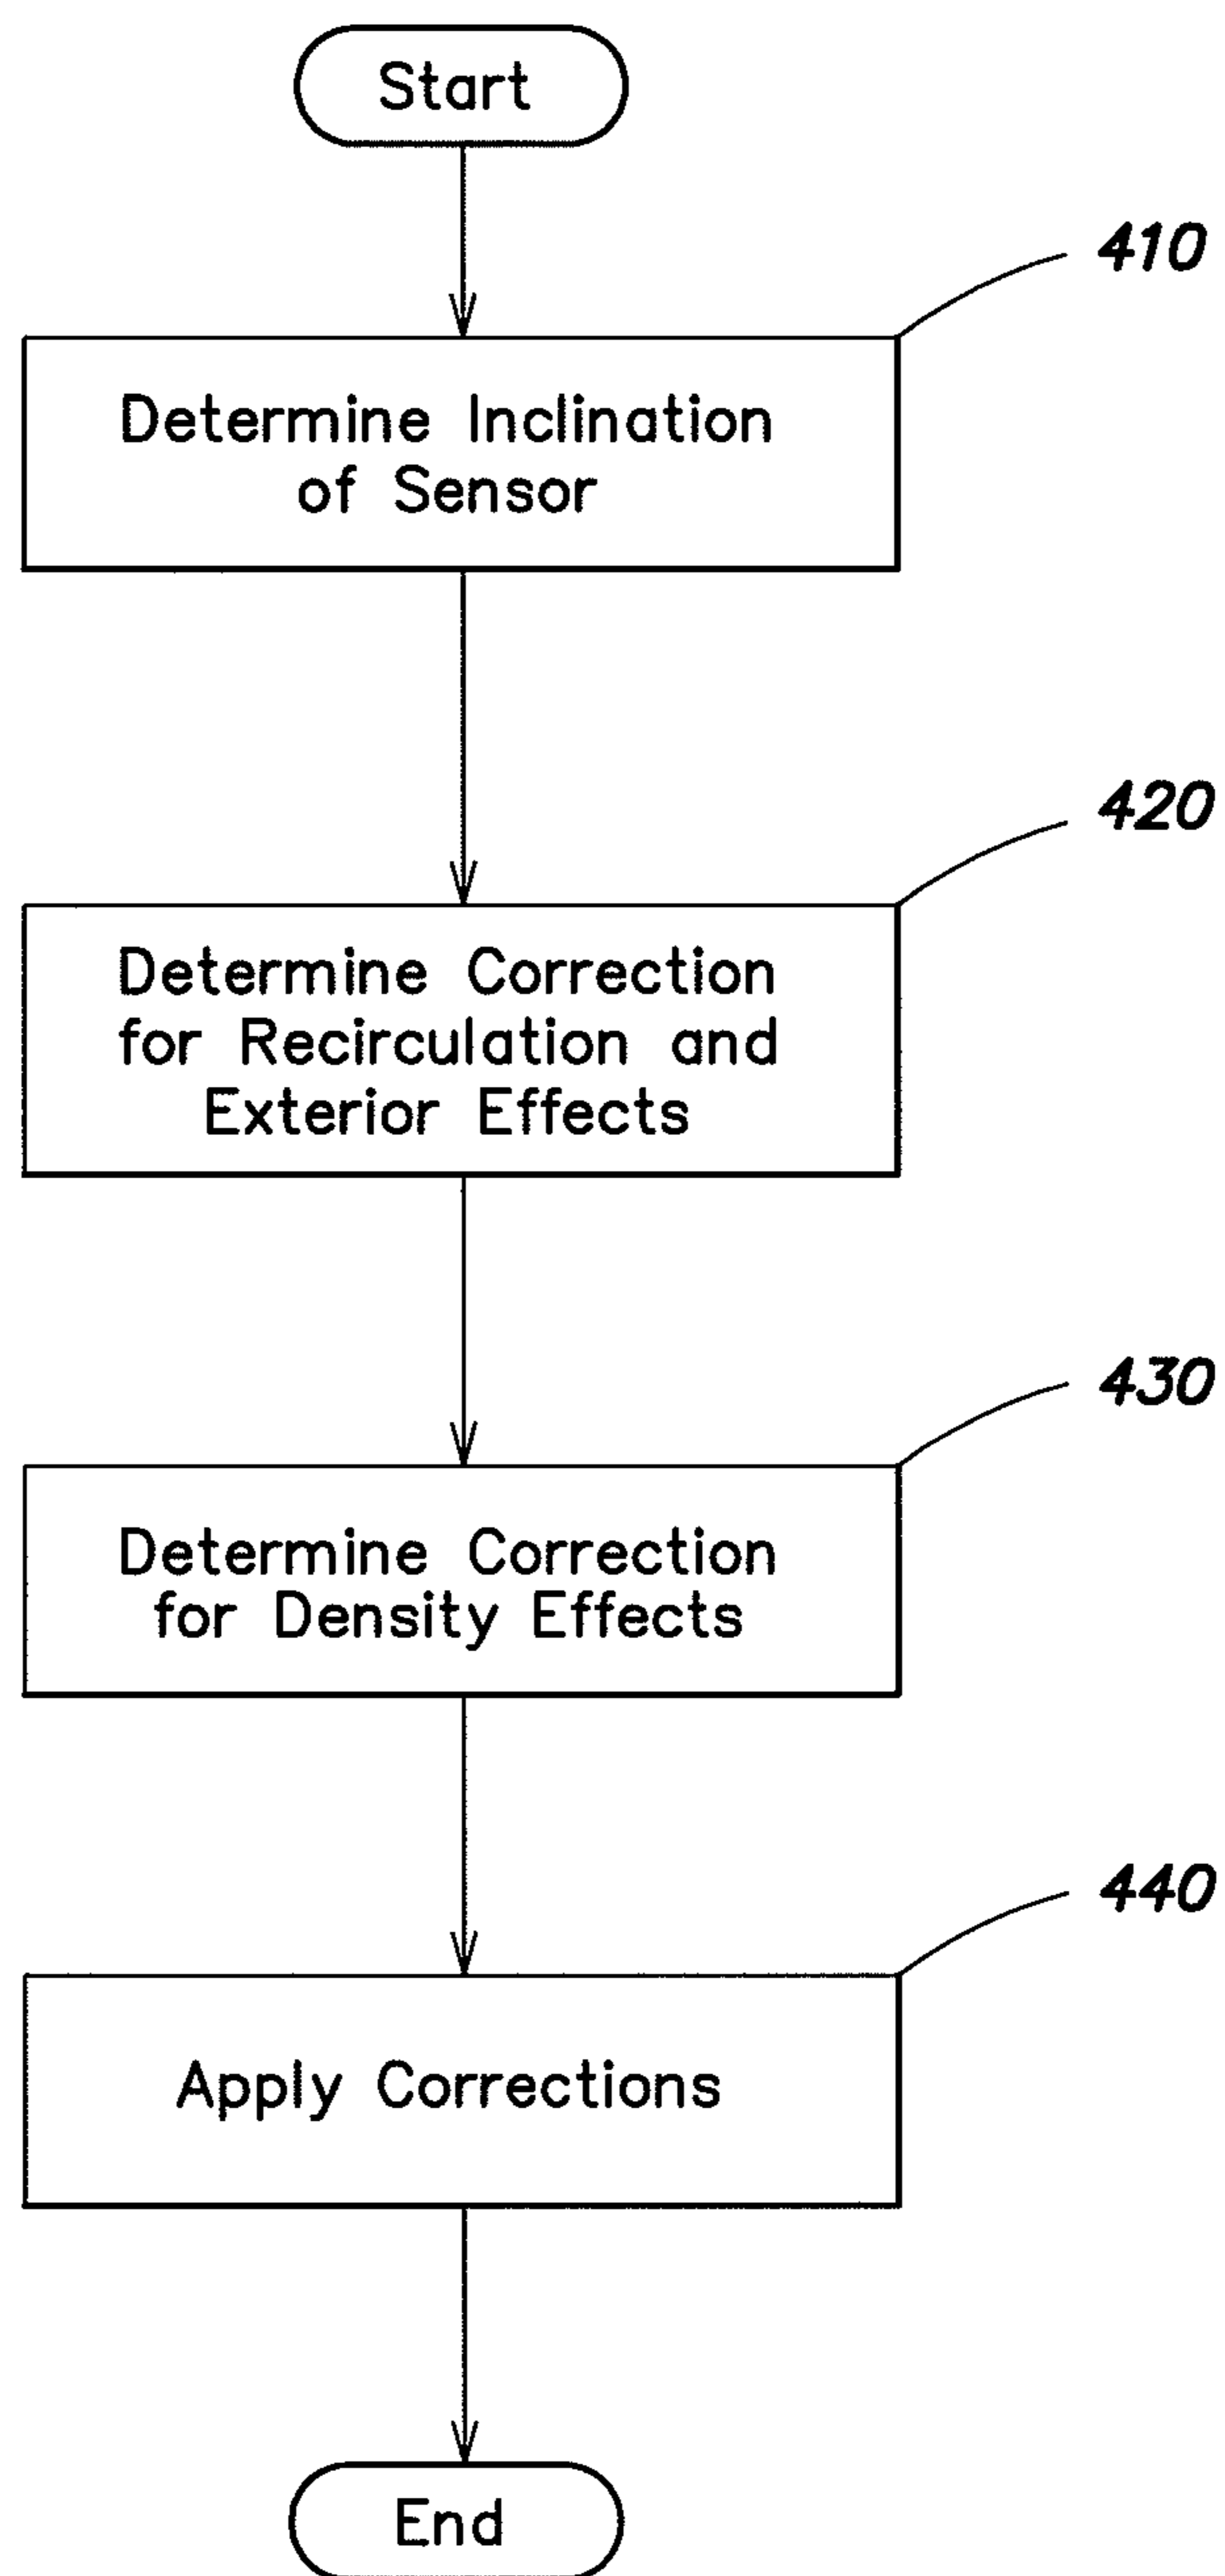 Start
410
Determine Inclination
of Sensor
420
Determine Correction
for Recirulation and
Exterior Effects
430
Determine Correction
for Density Effects
440
Apply Corrections
End